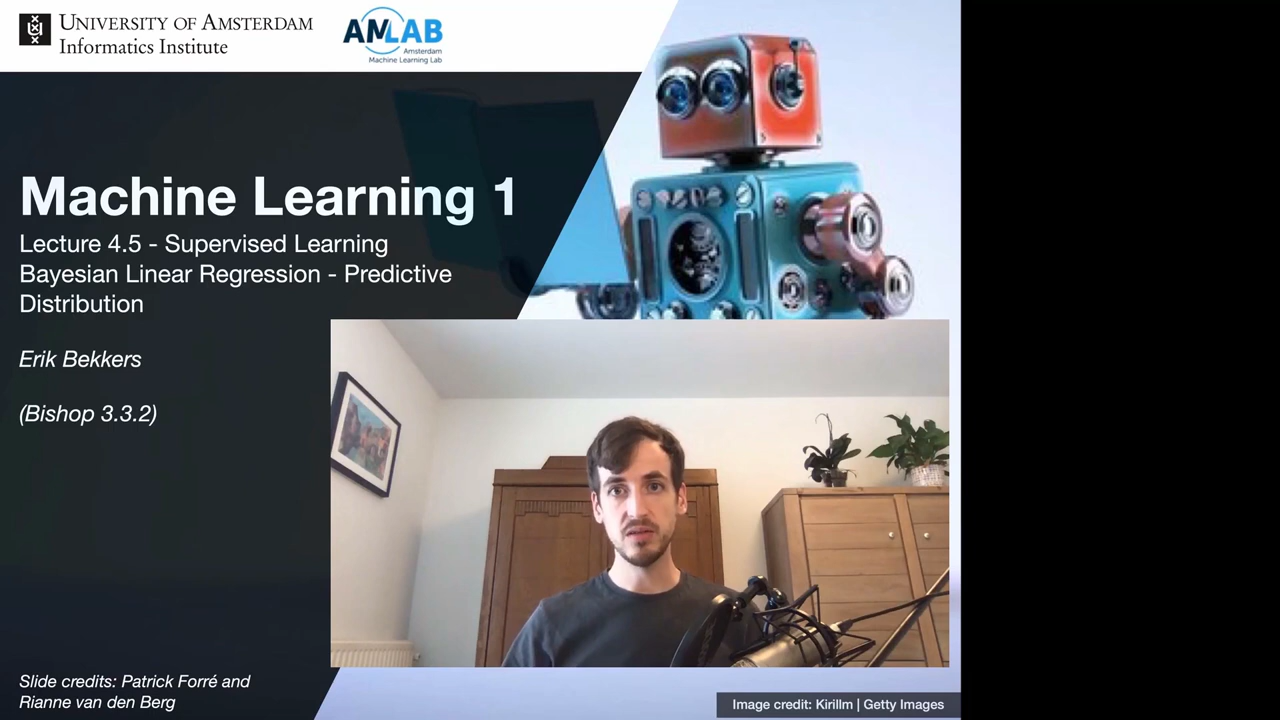 UNIVERSITY OF AMSTERDAM
Informatics Institute
AMLAB
Amsterdam
Machine Learning Lab
Machine Learning 1
Lecture 4.5 - Supervised Learning
Bayesian Linear Regression - Predictive
Distribution
Erik Bekkers
(Bishop 3.3.2)
Slide credits: Patrick Forré and
Rianne van den Berg
Image credit: Kirillm | Getty Images